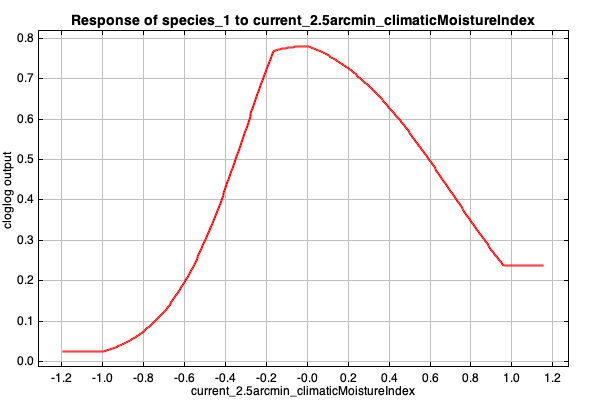 Response of species_1 to current_2.5arcmin_climaticMoistureIndex
0.8
0.7
0.6
0.5
0.4
0.3
0.2
0.1
0.0
cloglog output
-1.2 -1.0 -0.8 -0.6 -0.4 -0.2 -0.0 0.2 0.4 0.6 0.8 1.0 1.2
current_2.5arcmin_climaticMoistureIndex